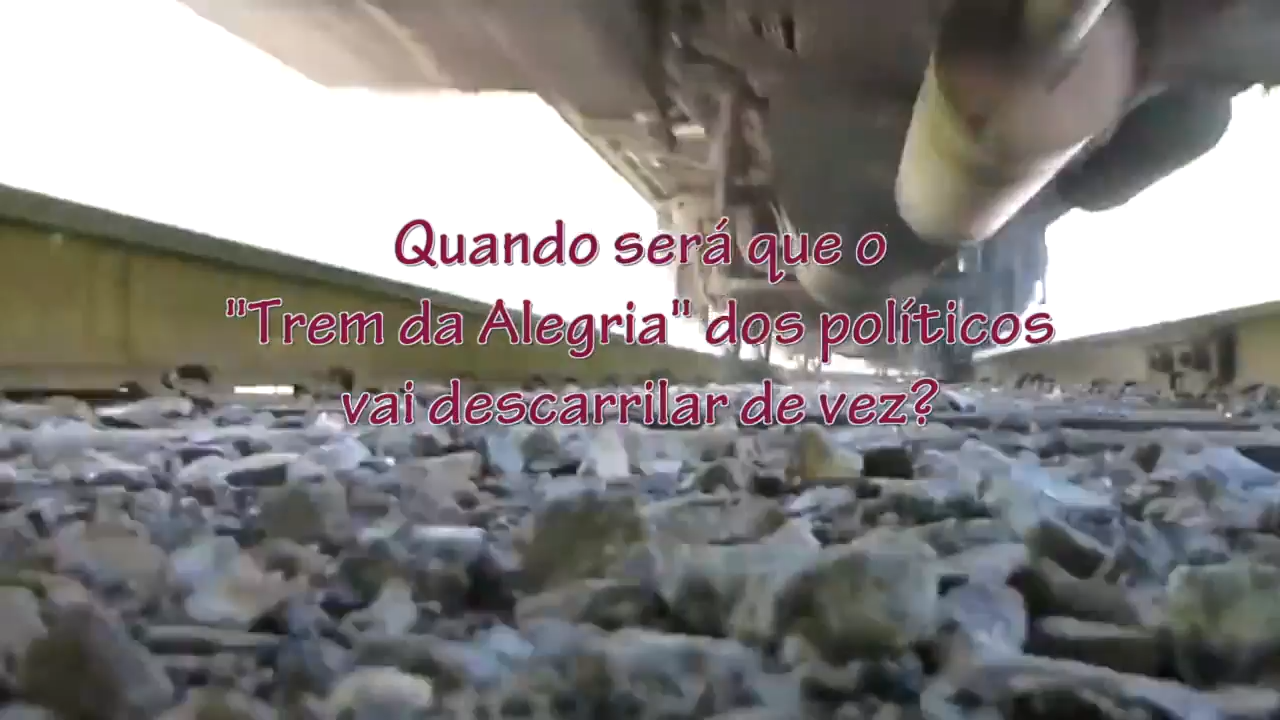 Quando será que o
"Trem da Alegria" dos políticos
vai descarrilar de vez?